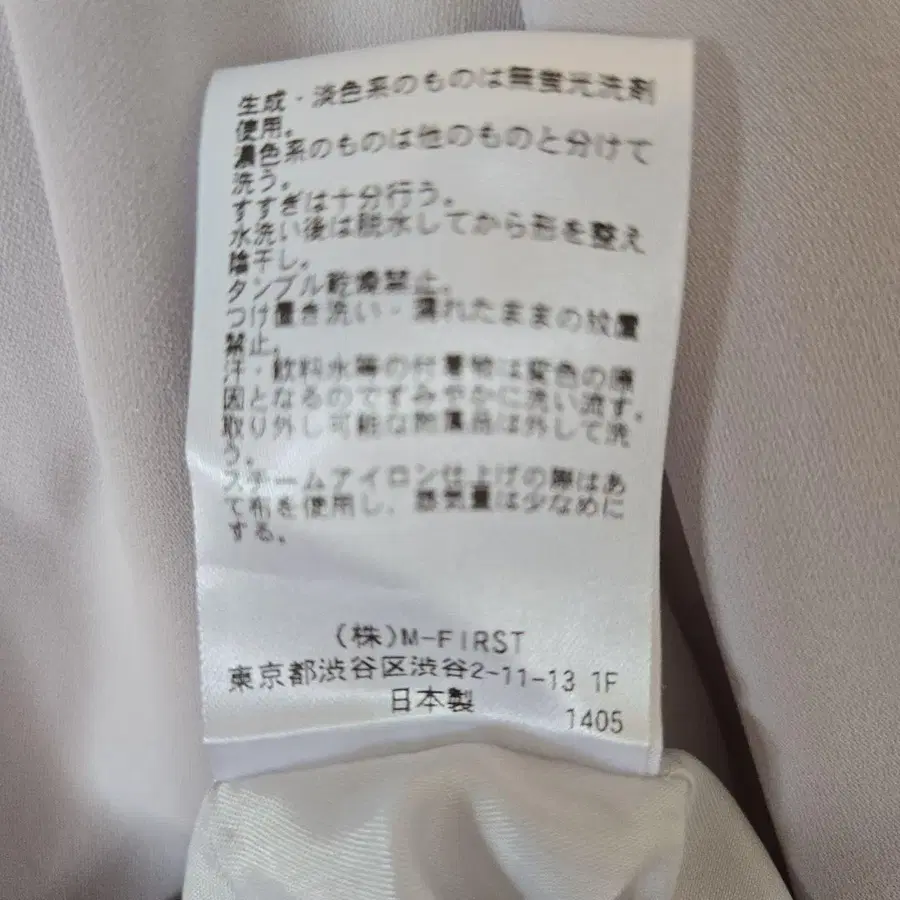 生成・淡色系のものは無蛍光洗剤
使用。
濃色系のものは他のものと分けて
洗う。
すすぎは十分行う。
水洗い後は脱水してから形を整え
陰干し。
タンブル乾燥禁止。
つけ置き洗い・濡れたままの放置
禁止。
汗・飲料水等の付着物は変色の原
因となるのですみやかに洗い流す。
取り外し可能な附属品は外して洗
う。
スチームアイロン仕上げの際はあ
て布を使用し、蒸気量は少なめに
する。
(株)M-FIRST
東京都渋谷区渋谷2-11-13 1F
日本製
1405